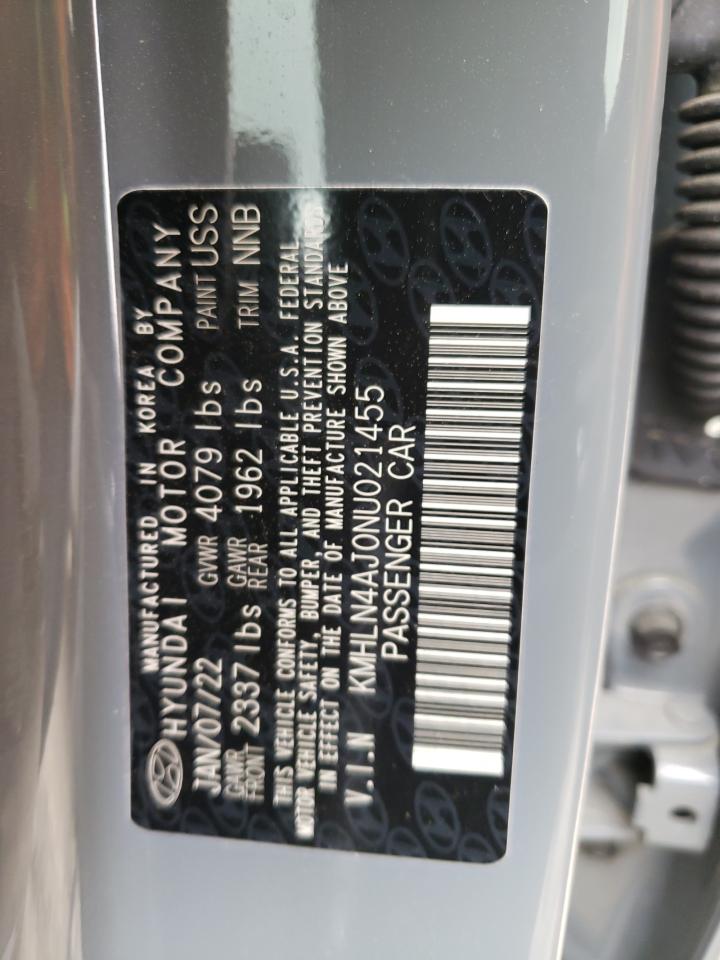 MANUFACTURED IN KOREA BY
HYUNDAI MOTOR COMPANY
JAN/07/22 GVWR 4079 lbs PAINT USS
GAWR FRONT 2337 lbs GAWR REAR 1962 lbs TRIM NNB
THIS VEHICLE CONFORMS TO ALL APPLICABLE U.S.A. FEDERAL
MOTOR VEHICLE SAFETY, BUMPER, AND THEFT PREVENTION STANDARDS
IN EFFECT ON THE DATE OF MANUFACTURE SHOWN ABOVE
V.I.N KMHLN4AJ0NU021455
PASSENGER CAR